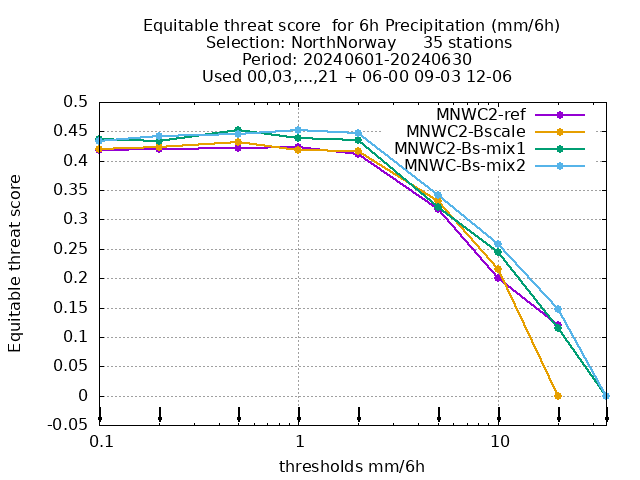 Equitable threat score  for 6h Precipitation (mm/6h)
Selection: NorthNorway     35 stations
Period: 20240601-20240630
Used 00,03,...,21 + 06-00 09-03 12-06
MNWC2-ref
MNWC2-Bscale
MNWC2-Bs-mix1
MNWC-Bs-mix2
Equitable threat score
0.5
0.45
0.4
0.35
0.3
0.25
0.2
0.15
0.1
0.05
0
-0.05
0.1 1 10
thresholds mm/6h